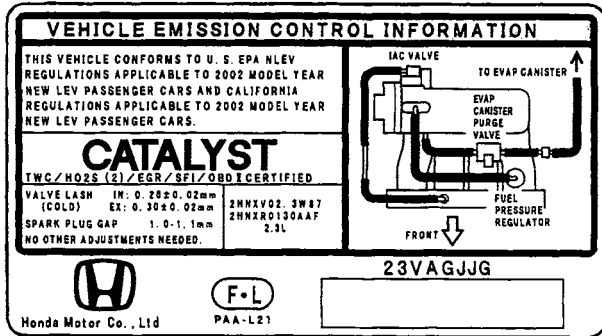 VEHICLE EMISSION CONTROL INFORMATION
THIS VEHICLE CONFORMS TO U.S. EPA NLEV
REGULATIONS APPLICABLE TO 2002 MODEL YEAR
NEW LEV PASSENGER CARS AND CALIFORNIA
REGULATIONS APPLICABLE TO 2002 MODEL YEAR
NEW LEV PASSENGER CARS.
CATALYST
TWC/HO2S (2)/EGR/SFI/OBDⅡ CERTIFIED
VALVE LASH IN: 0.26±0.02mm
(COLD) EX: 0.30±0.02mm
SPARK PLUG GAP 1.0-1.1mm
NO OTHER ADJUSTMENTS NEEDED.
2HNXV02.3W87
2HNXR0130AAF
2.3L
IAC VALVE
TO EVAP CANISTER
EVAP
CANISTER
PURGE
VALVE
FUEL
PRESSURE
REGULATOR
FRONT
Honda Motor Co., Ltd
F•L
PAA-L21
23VAGJJG